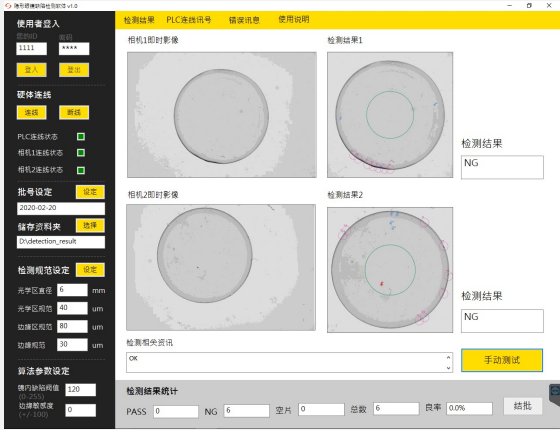 隐形眼镜缺陷检测软体 v1.0
使用者登入
您的ID 密码
1111 ****
登入 登出
硬体连线
连线 断线
PLC连线状态
相机1连线状态
相机2连线状态
批号设定 设定
2020-02-20
储存资料夹 选择
D:\detection_result
检测规范设定 设定
光学区直径 6 mm
光学区规范 40 um
边缘区规范 80 um
边缘规范 30 um
算法参数设定
镜内缺陷阀值 120
(0-255)
边缘敏感度 0
(+/-100)
检测结果 PLC连线讯号 错误讯息 使用说明
相机1即时影像 检测结果1
检测结果
NG
相机2即时影像 检测结果2
检测结果
NG
检测相关资讯
OK
手动测试
检测结果统计
PASS 0 NG 6 空片 0 总数 6 良率 0.0% 结批